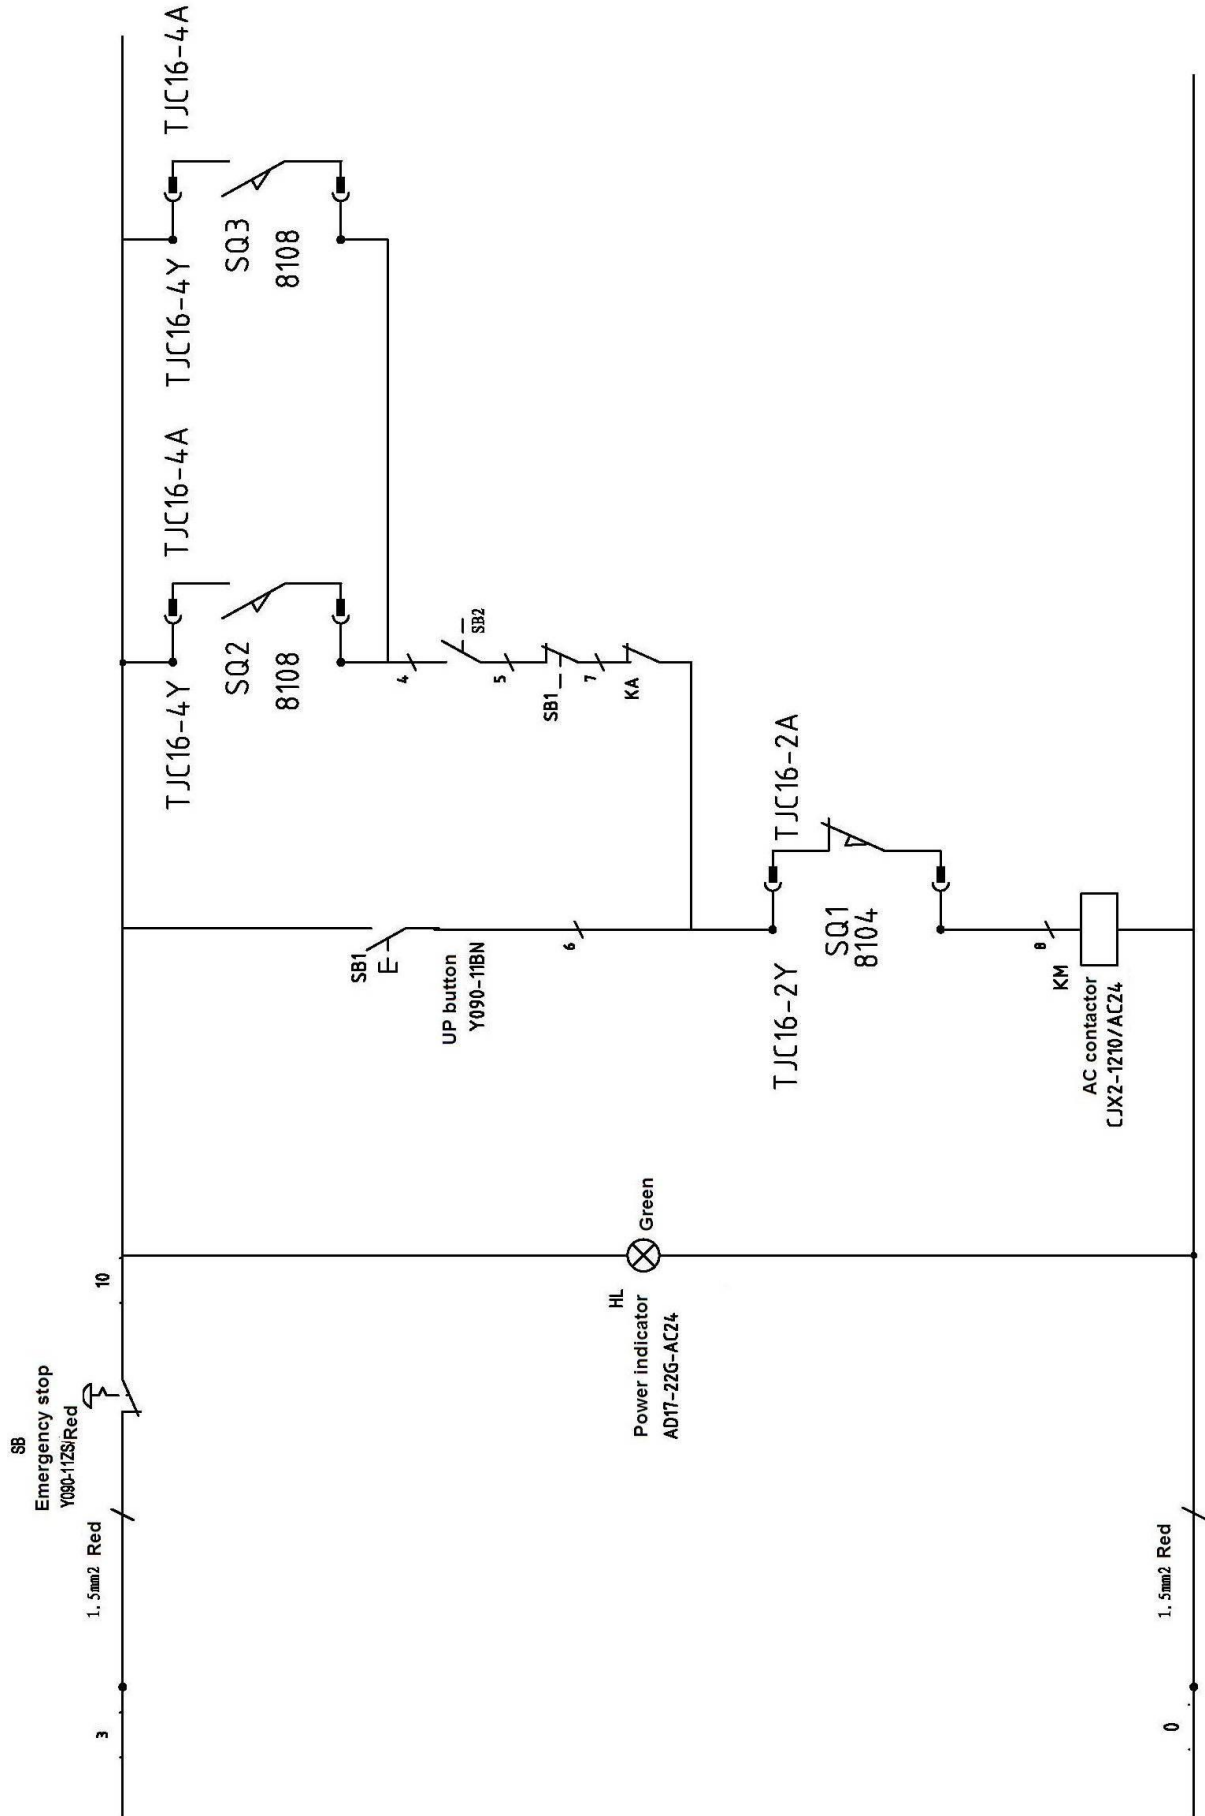 3
1.5mm2 Red
SB
Emergency stop
Y090-11ZS/Red
10
HL
Power indicator
AD17-22G-AC24
Green
SB1
UP button
Y090-11BN
6
TJC16-4Y
TJC16-4A
SQ2
8108
4
SB2
5
SB1
7
KA
TJC16-4Y
TJC16-4A
SQ3
8108
TJC16-2Y
TJC16-2A
SQ1
8104
8
KM
AC contactor
CJX2-1210/AC24
0
1.5mm2 Red